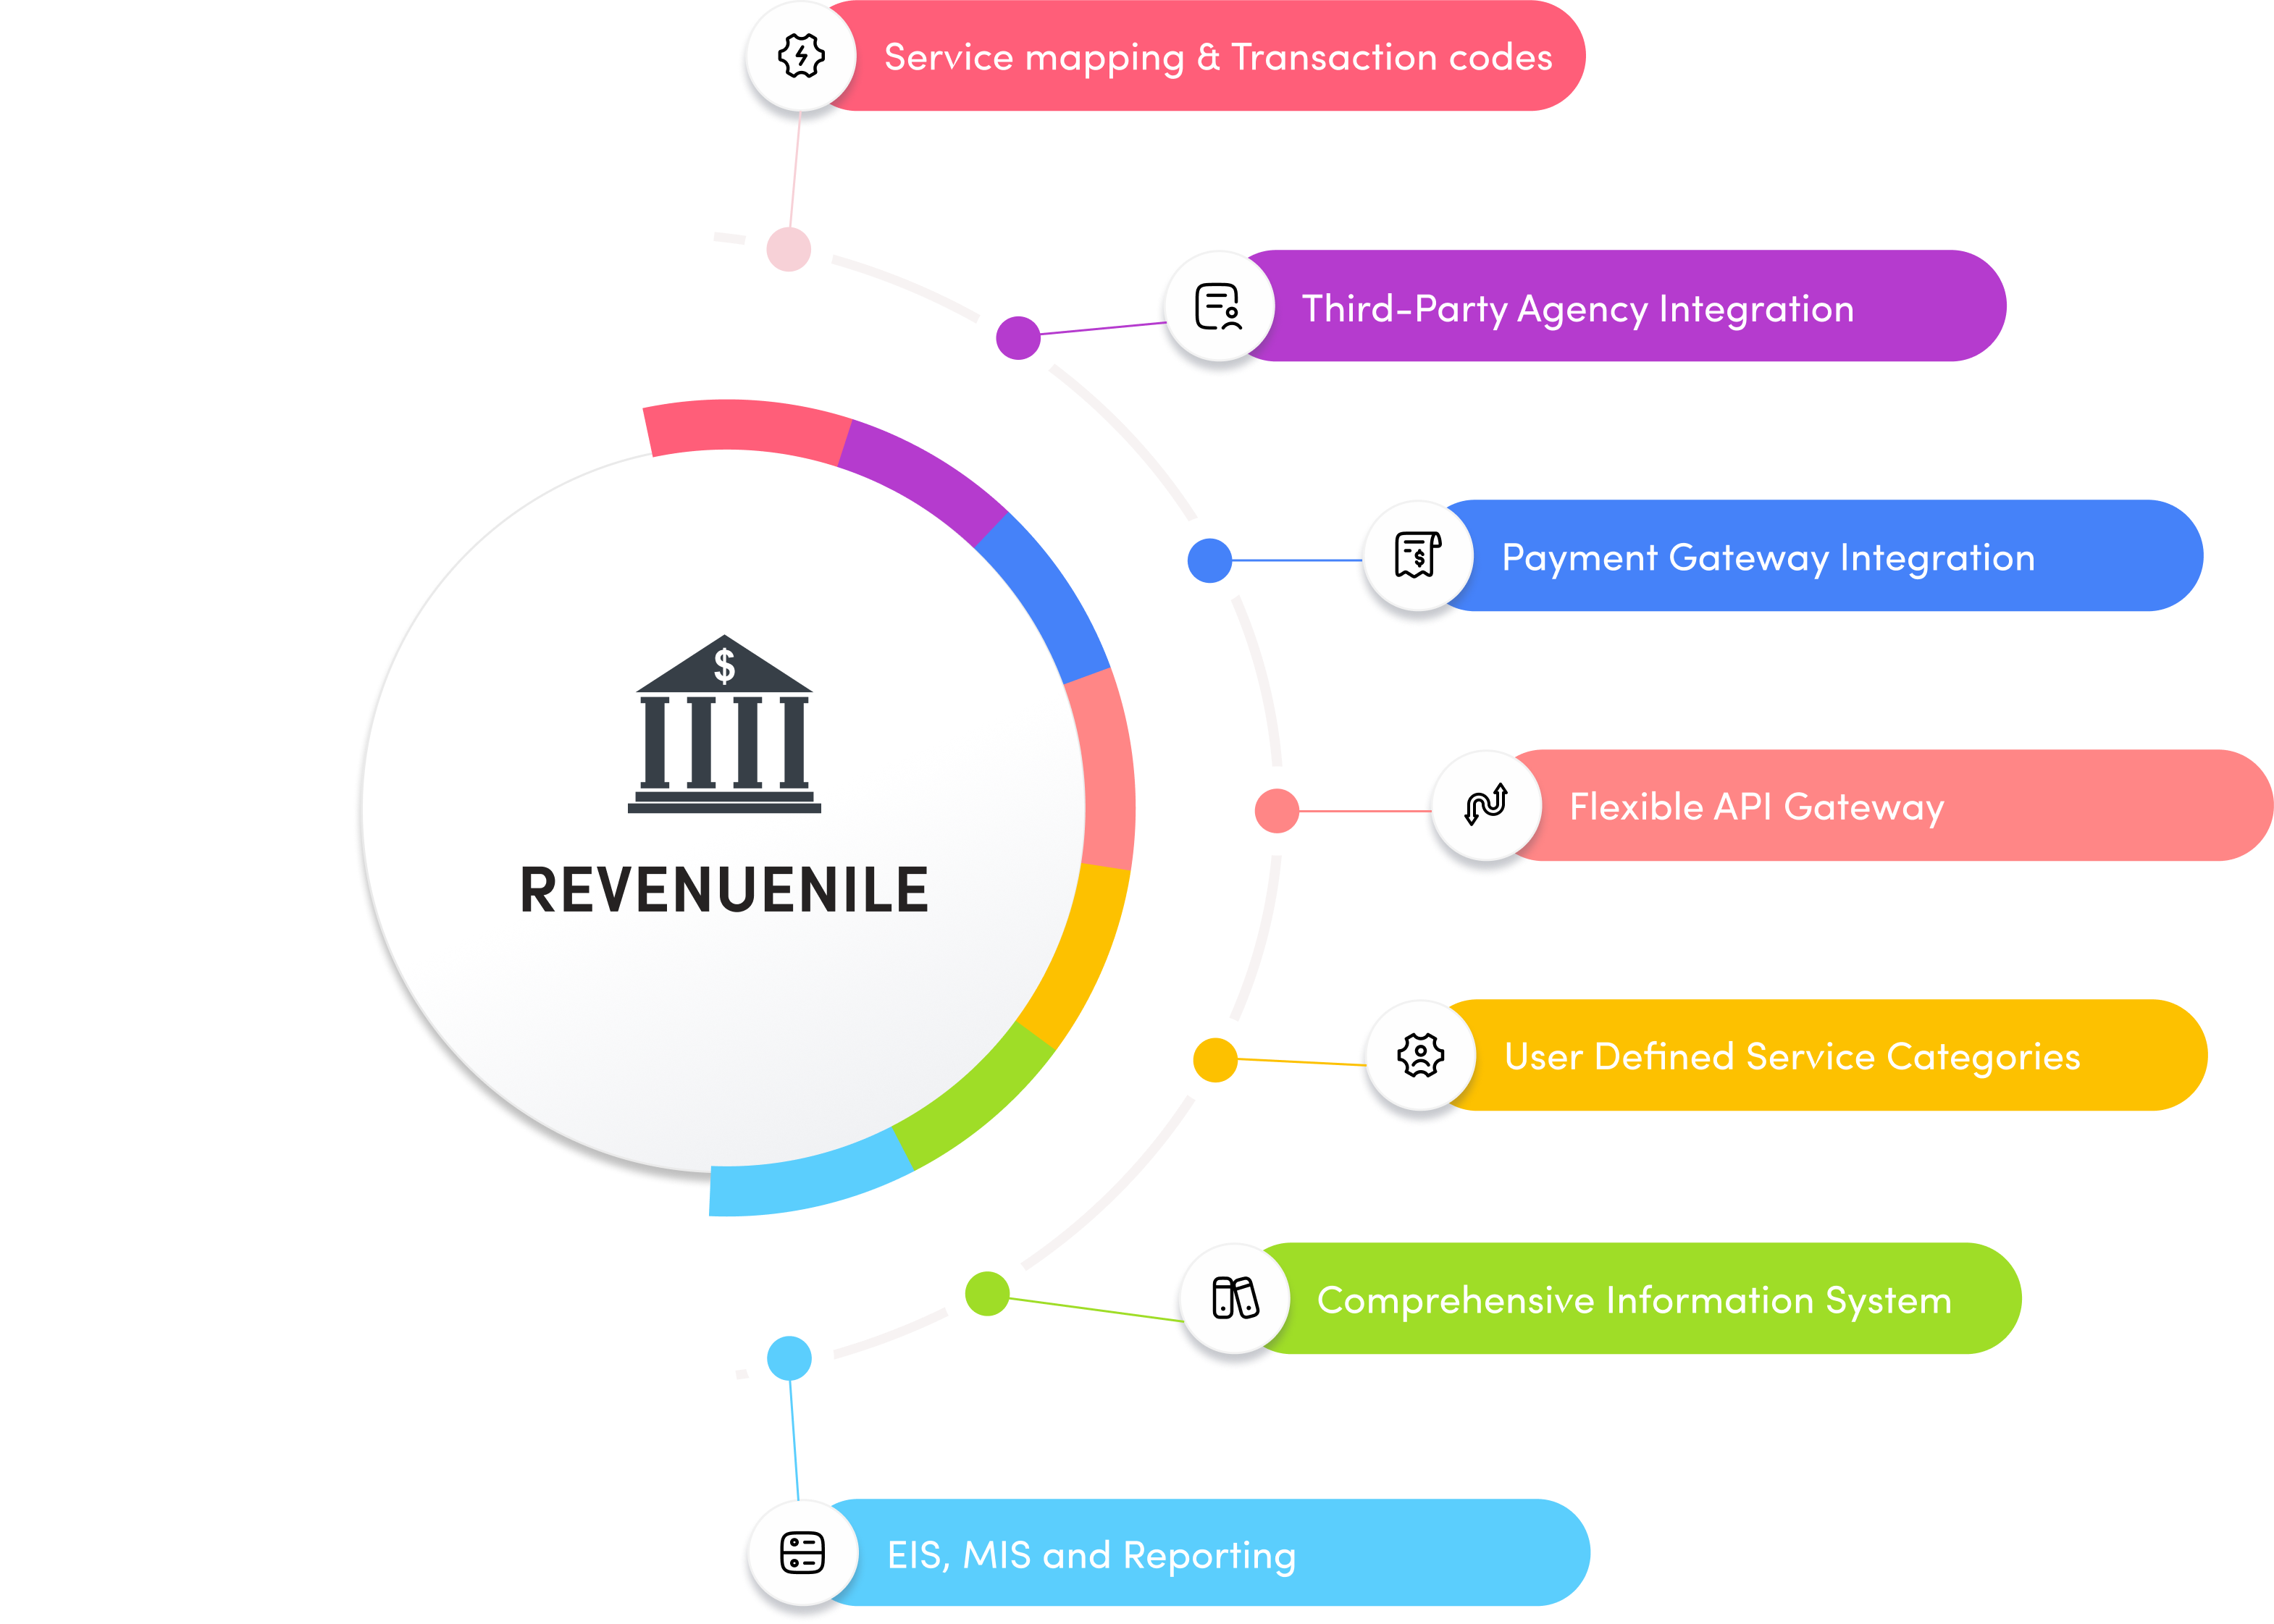 Service mapping & Transaction codes
Third-Party Agency Integration
Payment Gateway Integration
$
Flexible API Gateway
REVENUENILE
User Defined Service Categories
Comprehensive Information System
EIS, MIS and Reporting